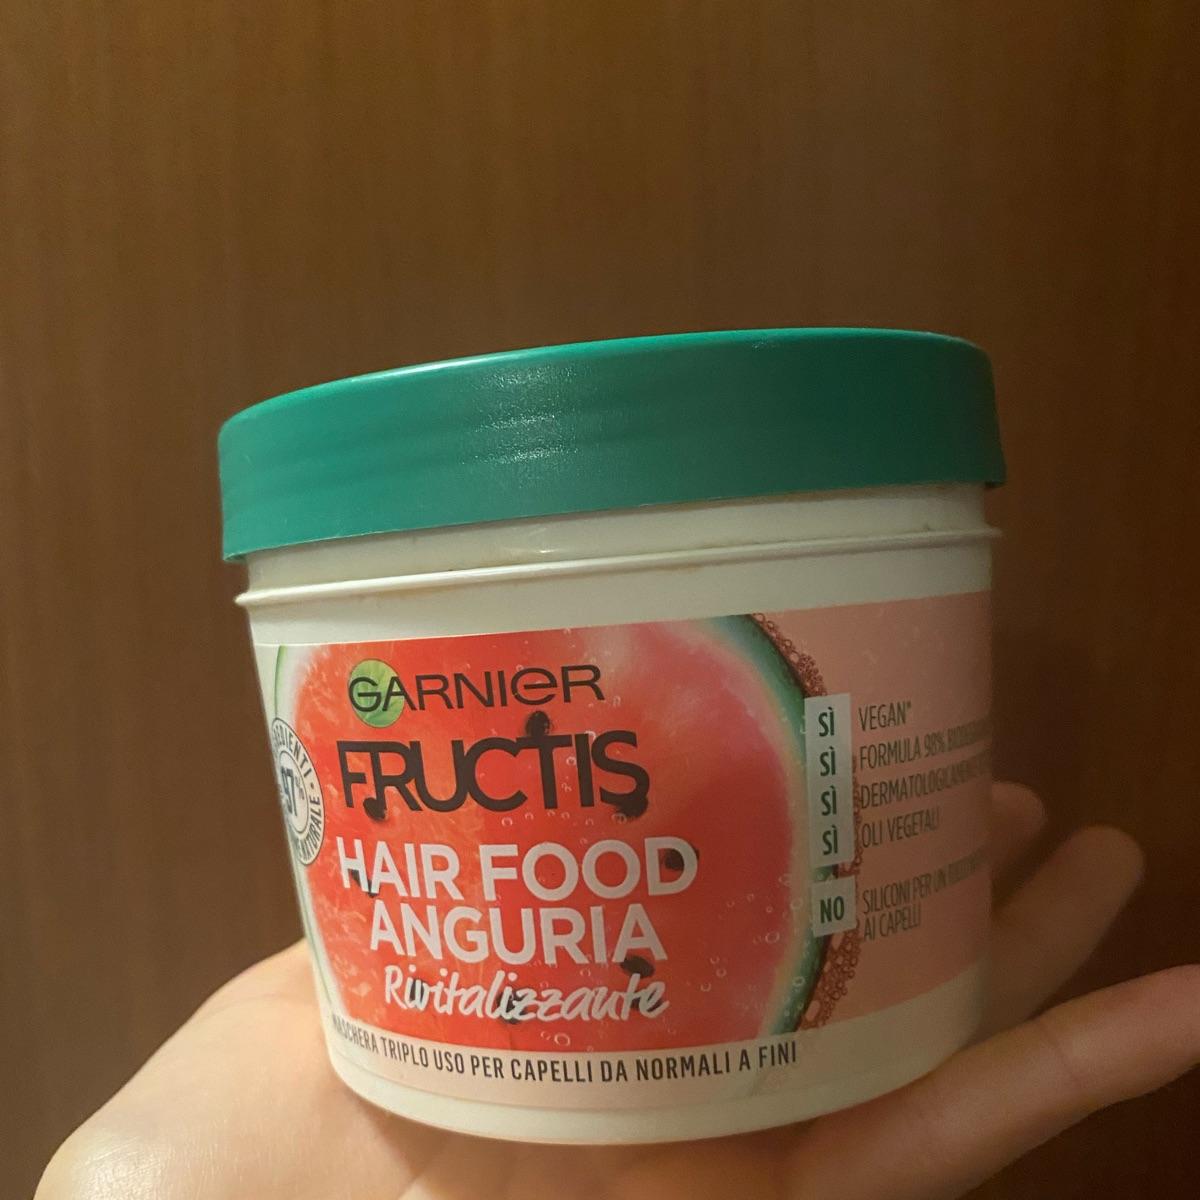 GARNIER
FRUCTIS
HAIR FOOD
ANGURIA
Rivitalizzante
MASCHERA TRIPLO USO PER CAPELLI DA NORMALI A FINI
97%
SÌ VEGAN*
SÌ FORMULA 98%
SÌ
SÌ OLI VEGETALI
NO SILICONI PER UN
AI CAPELLI